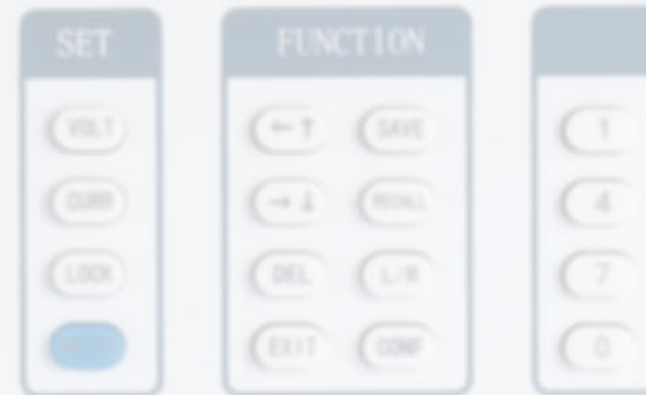 SET
VOLT
CURR
LOCK
FUNCTION
←↑ SAVE
→↓ RECALL
DEL L/R
EXIT CONF
1
4
7
0